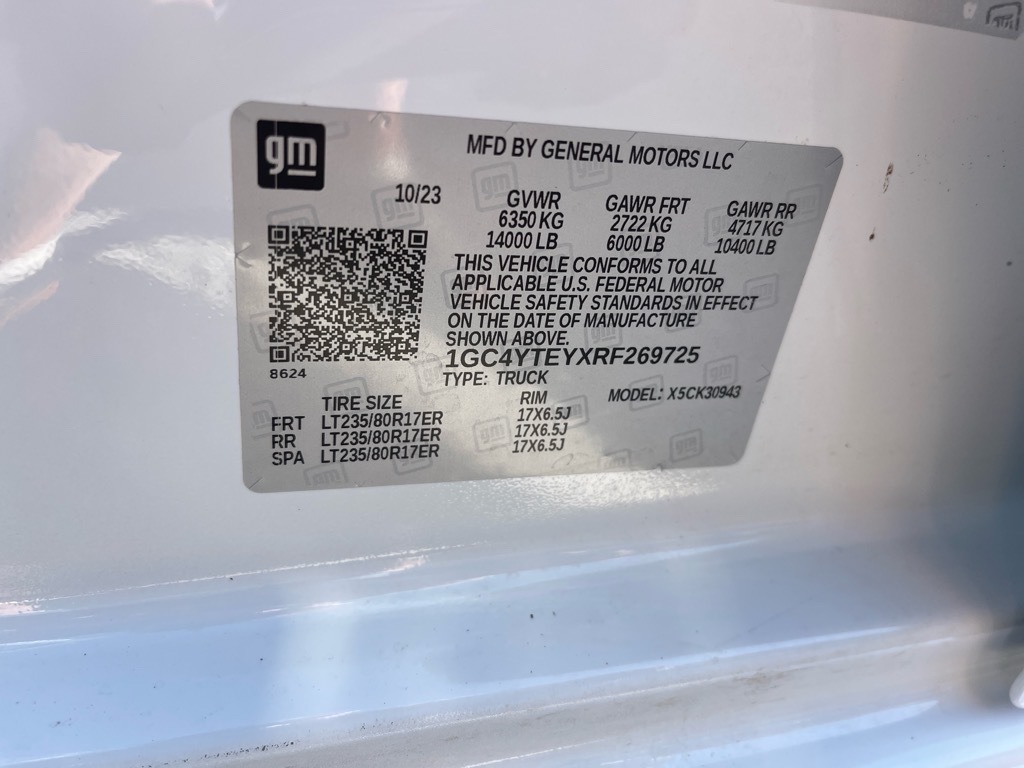 gm
MFD BY GENERAL MOTORS LLC
10/23
GVWR GAWR FRT GAWR RR
6350 KG 2722 KG 4717 KG
14000 LB 6000 LB 10400 LB
THIS VEHICLE CONFORMS TO ALL
APPLICABLE U.S. FEDERAL MOTOR
VEHICLE SAFETY STANDARDS IN EFFECT
ON THE DATE OF MANUFACTURE
SHOWN ABOVE.
1GC4YTEYXRF269725
8624
TYPE: TRUCK MODEL: X5CK30943
TIRE SIZE RIM
FRT LT235/80R17ER 17X6.5J
RR LT235/80R17ER 17X6.5J
SPA LT235/80R17ER 17X6.5J